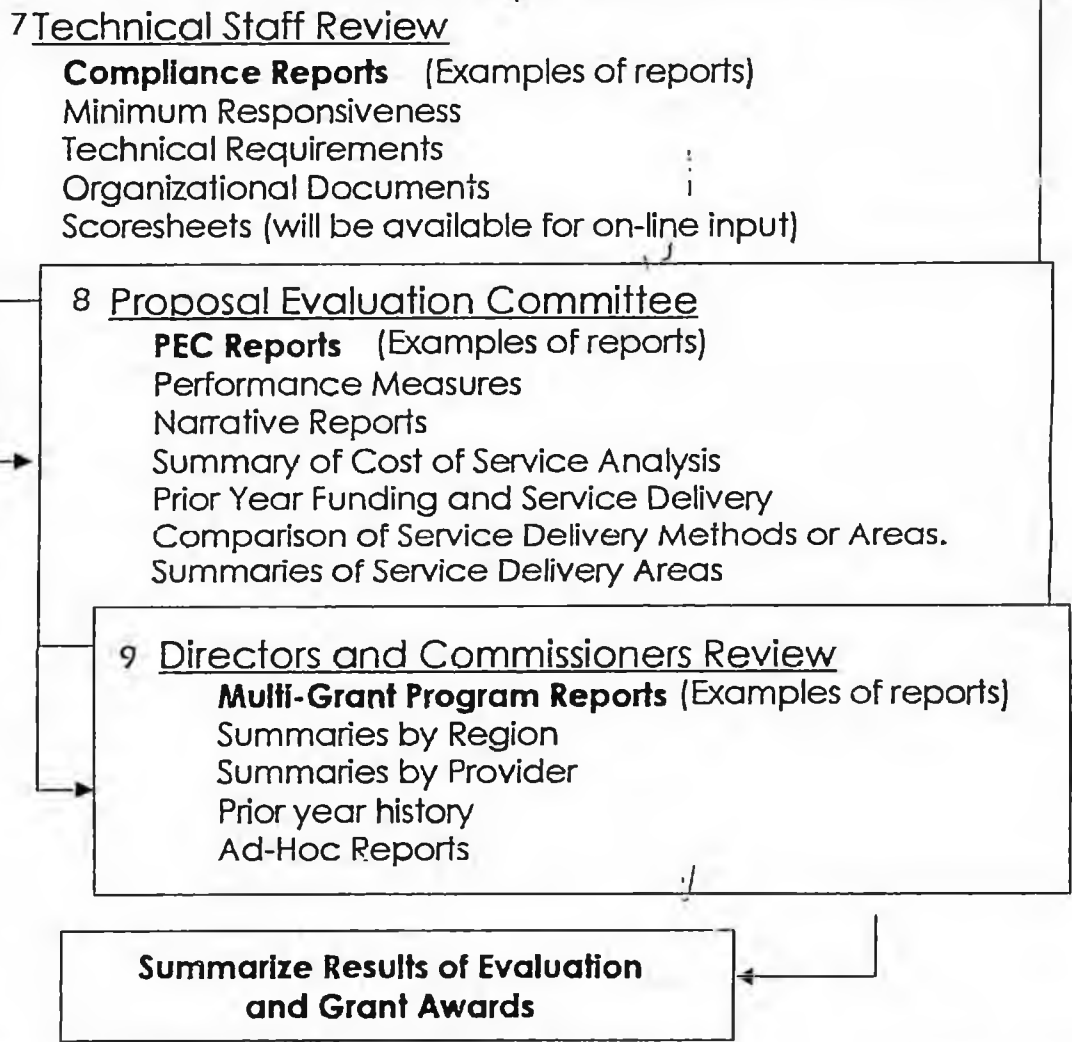 7 Technical Staff Review
Compliance Reports (Examples of reports)
Minimum Responsiveness
Technical Requirements
Organizational Documents
Scoresheets (will be available for on-line input)
8 Proposal Evaluation Committee
PEC Reports (Examples of reports)
Performance Measures
Narrative Reports
Summary of Cost of Service Analysis
Prior Year Funding and Service Delivery
Comparison of Service Delivery Methods or Areas.
Summaries of Service Delivery Areas
9 Directors and Commissioners Review
Multi-Grant Program Reports (Examples of reports)
Summaries by Region
Summaries by Provider
Prior year history
Ad-Hoc Reports
Summarize Results of Evaluation
and Grant Awards